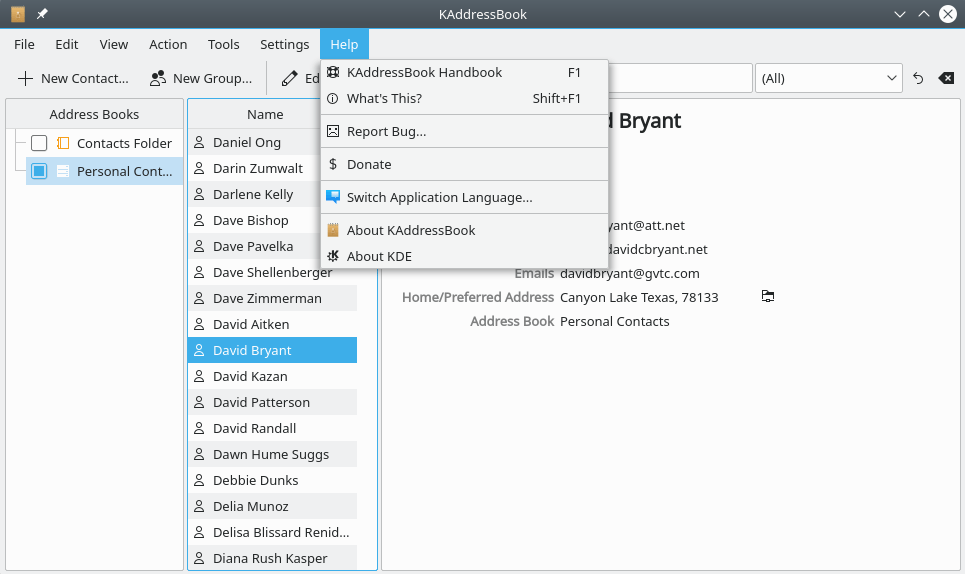 KAddressBook
File Edit View Action Tools Settings Help
New Contact... New Group... Ed (All)
KAddressBook Handbook F1
What's This? Shift+F1
Report Bug...
Donate
Switch Application Language...
About KAddressBook
About KDE
Address Books
Contacts Folder
Personal Cont...
Name
Daniel Ong
Darin Zumwalt
Darlene Kelly
Dave Bishop
Dave Pavelka
Dave Shellenberger
Dave Zimmerman
David Aitken
David Bryant
David Kazan
David Patterson
David Randall
Dawn Hume Suggs
Debbie Dunks
Delia Munoz
Delisa Blissard Renid...
Diana Rush Kasper
d Bryant
yant@att.net
davidcbryant.net
Emails davidbryant@gvtc.com
Home/Preferred Address Canyon Lake Texas, 78133
Address Book Personal Contacts